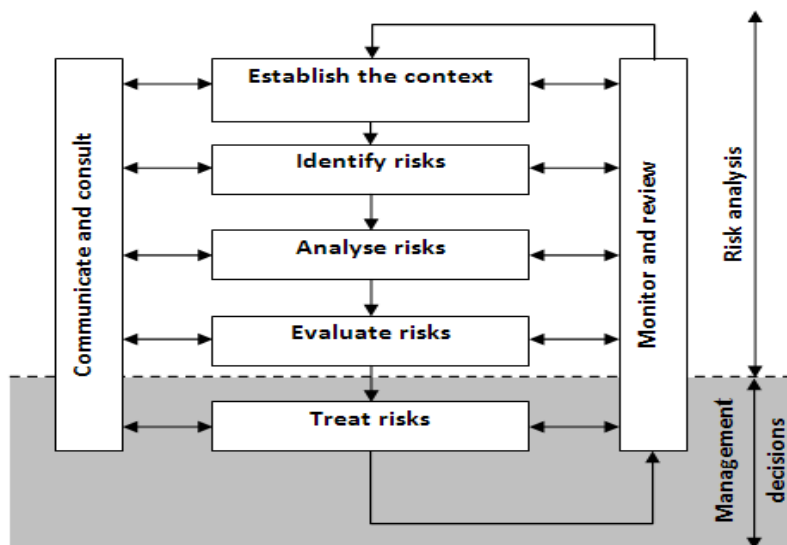 Establish the context
Identify risks
Analyse risks
Evaluate risks
Treat risks
Communicate and consult
Monitor and review
Risk analysis
Management
decisions